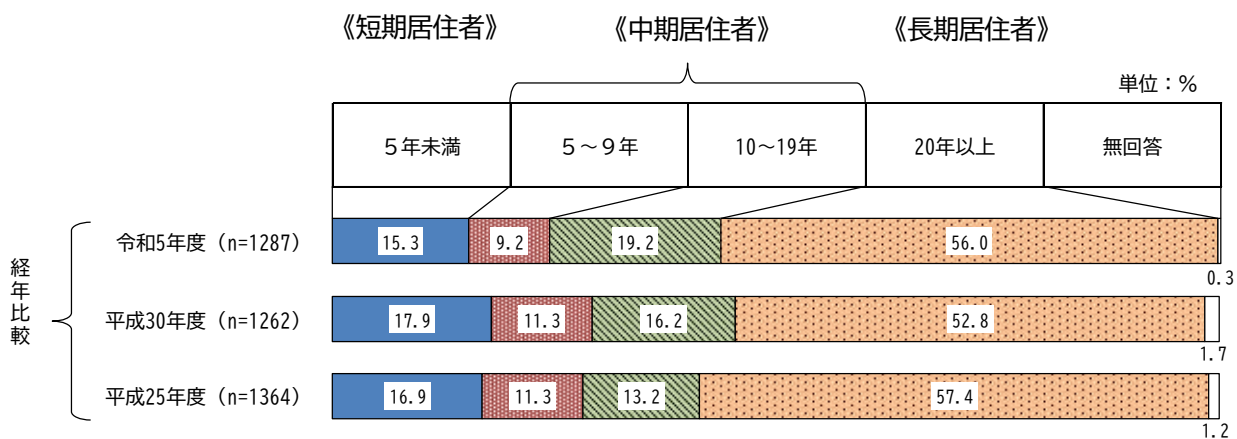 《短期居住者》 《中期居住者》 《長期居住者》
単位：%
５年未満 ５～９年 10～19年 20年以上 無回答
経年比較
令和5年度（n=1287） 15.3 9.2 19.2 56.0 0.3
平成30年度（n=1262） 17.9 11.3 16.2 52.8 1.7
平成25年度（n=1364） 16.9 11.3 13.2 57.4 1.2